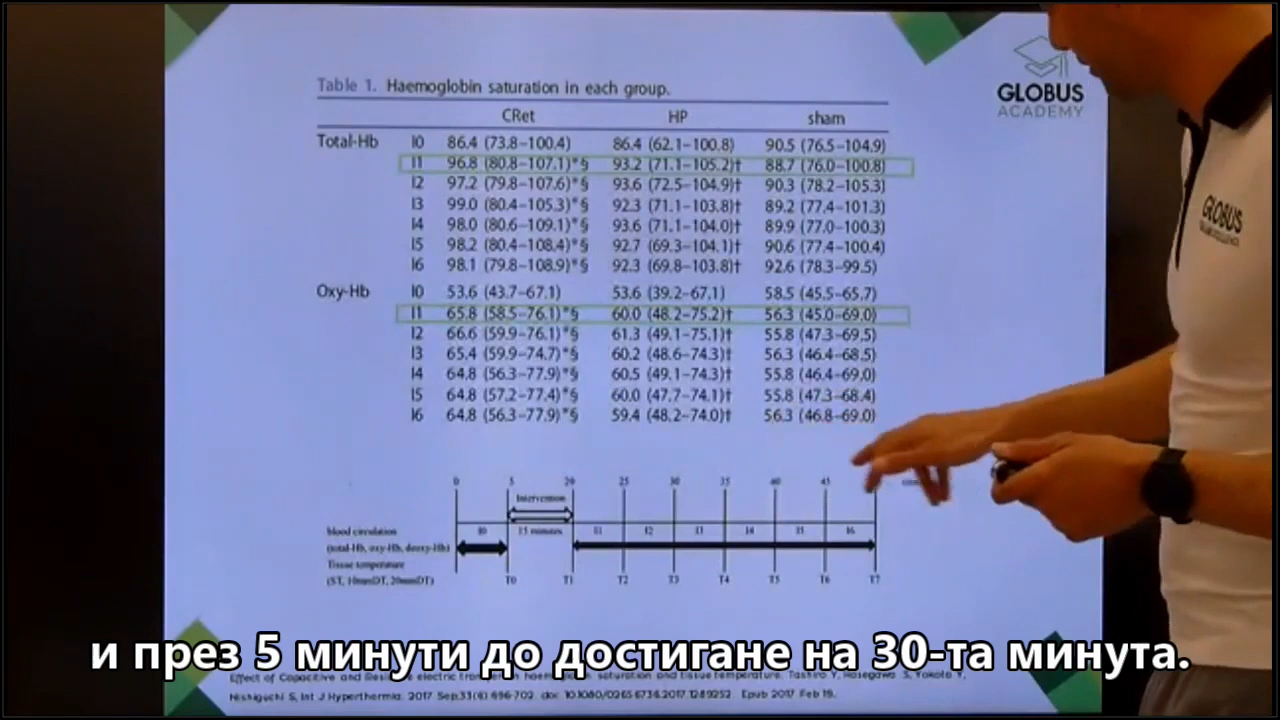 GLOBUS
ACADEMY
Table 1. Haemoglobin saturation in each group.
CRet HP sham
Total-Hb I0 86.4 (73.8–100.4) 86.4 (62.1–100.8) 90.5 (76.5–104.9)
I1 96.8 (80.8–107.1)*§ 93.2 (71.1–105.2)† 88.7 (76.0–100.8)
I2 97.2 (79.8–107.6)*§ 93.6 (72.5–104.9)† 90.3 (78.2–105.3)
I3 99.0 (80.4–105.3)*§ 92.3 (71.1–103.8)† 89.2 (77.4–101.3)
I4 98.0 (80.6–109.1)*§ 93.6 (71.1–104.0)† 89.9 (77.0–100.3)
I5 98.2 (80.4–108.4)*§ 92.7 (69.3–104.1)† 90.6 (77.4–100.4)
I6 98.1 (79.8–108.9)*§ 92.3 (69.8–103.8)† 92.6 (78.3–99.5)
Oxy-Hb I0 53.6 (43.7–67.1) 53.6 (39.2–67.1) 58.5 (45.5–65.7)
I1 65.8 (58.5–76.1)*§ 60.0 (48.2–75.2)† 56.3 (45.0–69.0)
I2 66.6 (59.9–76.1)*§ 61.3 (49.1–75.1)† 55.8 (47.3–69.5)
I3 65.4 (59.9–74.7)*§ 60.2 (48.6–74.3)† 56.3 (46.4–68.5)
I4 64.8 (56.3–77.9)*§ 60.5 (49.1–74.3)† 55.8 (46.4–69.0)
I5 64.8 (57.2–77.4)*§ 60.0 (47.7–74.1)† 55.8 (47.3–68.4)
I6 64.8 (56.3–77.9)*§ 59.4 (48.2–74.0)† 56.3 (46.8–69.0)
GLOBUS
0 5 20 25 30 35 40 45
Intervention
blood circulation I0 15 minutes I1 I2 I3 I4 I5 I6
(total-Hb, oxy-Hb, deoxy-Hb)
Tissue temperature
(ST, 10mmDT, 20mmDT) T0 T1 T2 T3 T4 T5 T6 T7
и през 5 минути до достигане на 30-та минута.
Effect of Capacitive and electric saturation and tissue temperature. Tashiro Y, Hasegawa S, Yokota Y,
Nishiguchi S, Int J Hyperthermia. 2017 Sep;33(6):696-702. doi: 10.1080/02656736.2017.1289252. Epub 2017 Feb 19.